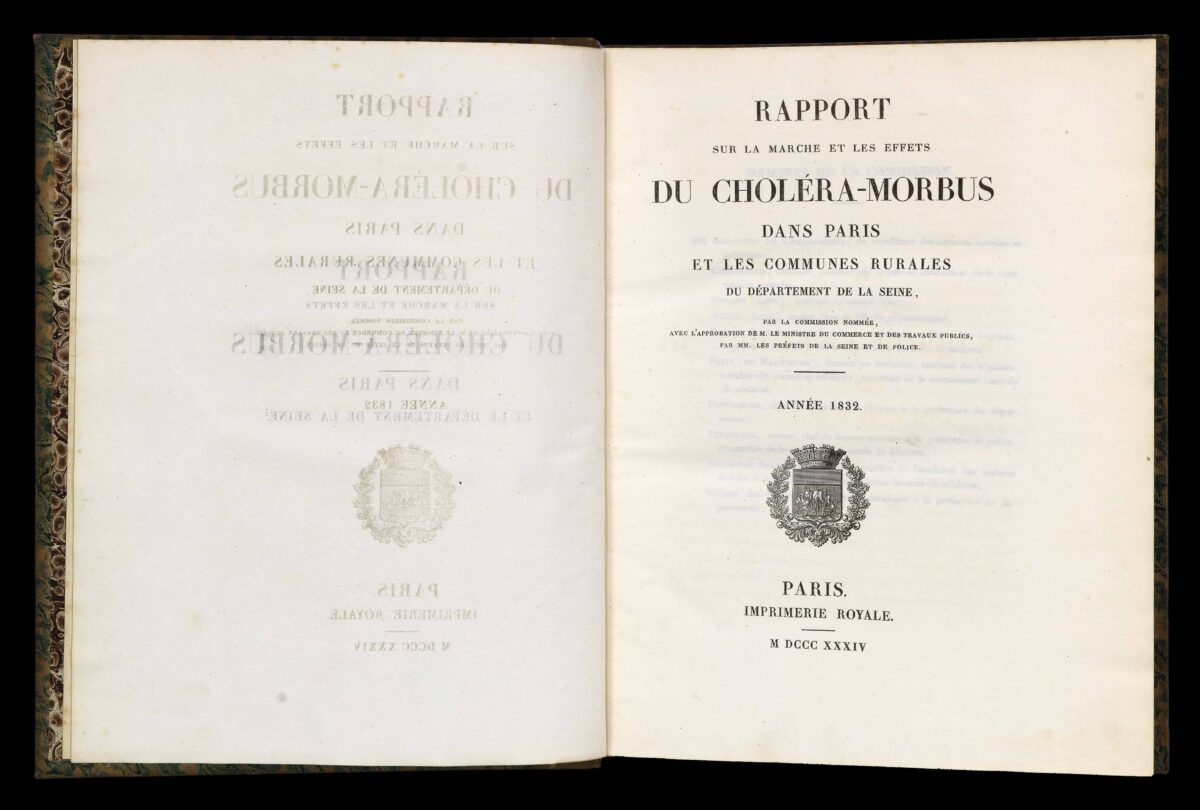 RAPPORT
SUR LA MARCHE ET LES EFFETS
DU CHOLÉRA-MORBUS
DANS PARIS
ET LES COMMUNES RURALES
DU DÉPARTEMENT DE LA SEINE,
PAR LA COMMISSION NOMMÉE,
AVEC L'APPROBATION DE M. LE MINISTRE DU COMMERCE ET DES TRAVAUX PUBLICS,
PAR MM. LES PRÉFETS DE LA SEINE ET DE POLICE.
ANNÉE 1832.
PARIS.
IMPRIMERIE ROYALE.
M DCCC XXXIV